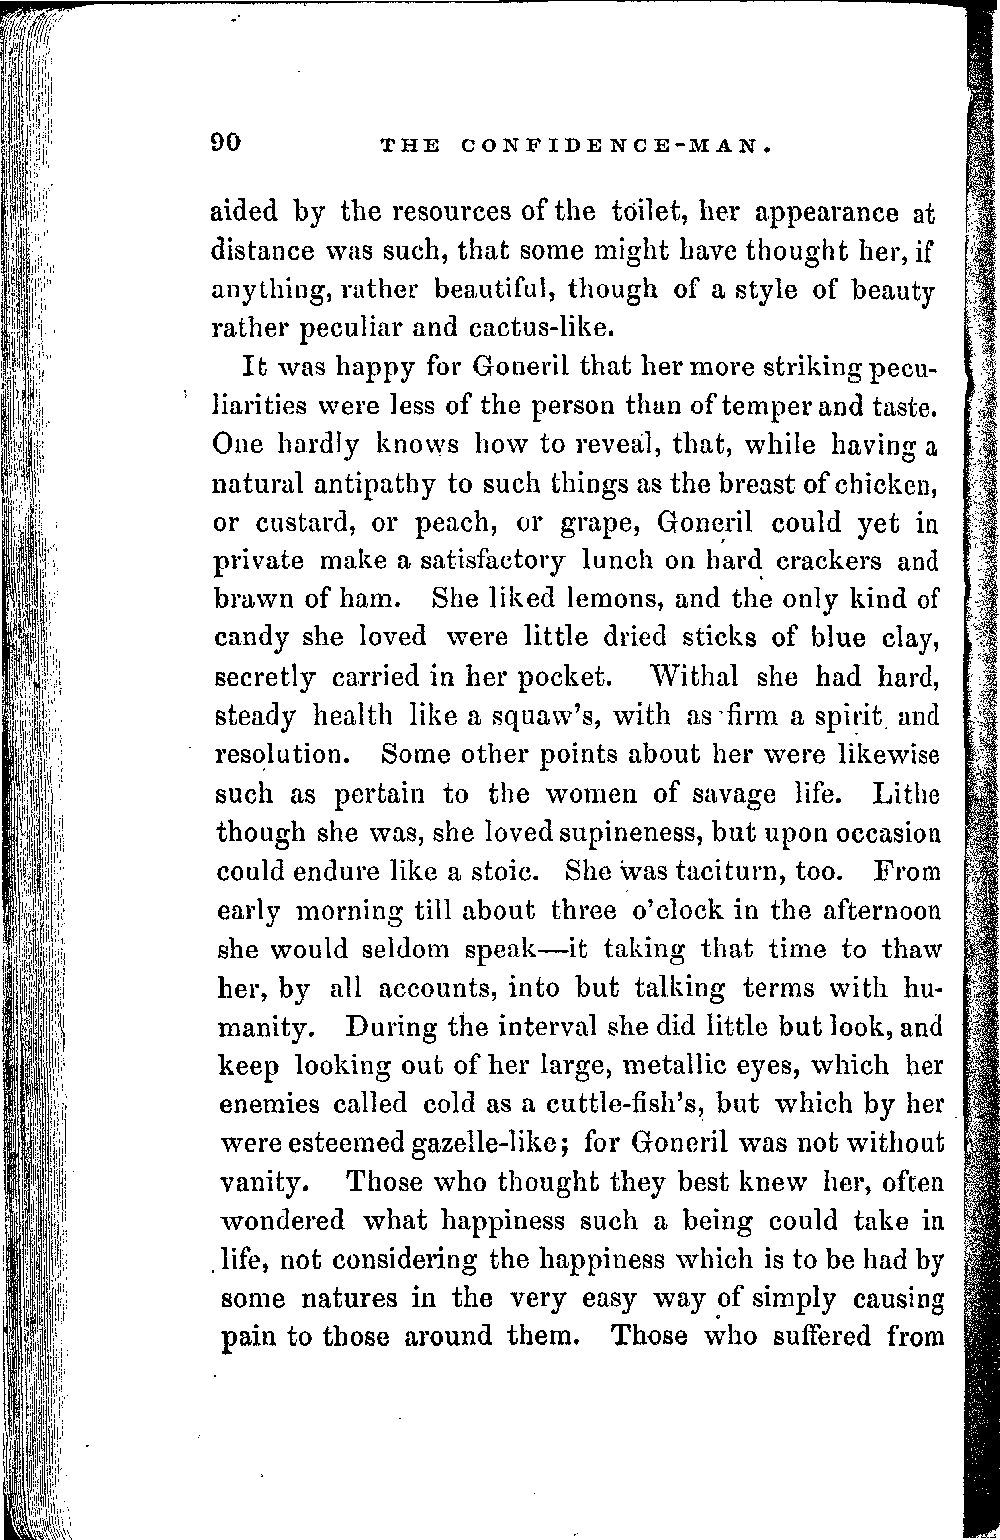 90 THE CONFIDENCE-MAN.
aided by the resources of the toilet, her appearance at
distance was such, that some might have thought her, if
anything, rather beautiful, though of a style of beauty
rather peculiar and cactus-like.
It was happy for Goneril that her more striking pecu-
liarities were less of the person than of temper and taste.
One hardly knows how to reveal, that, while having a
natural antipathy to such things as the breast of chicken,
or custard, or peach, or grape, Goneril could yet in
private make a satisfactory lunch on hard crackers and
brawn of ham. She liked lemons, and the only kind of
candy she loved were little dried sticks of blue clay,
secretly carried in her pocket. Withal she had hard,
steady health like a squaw's, with as firm a spirit and
resolution. Some other points about her were likewise
such as pertain to the women of savage life. Lithe
though she was, she loved supineness, but upon occasion
could endure like a stoic. She was taciturn, too. From
early morning till about three o'clock in the afternoon
she would seldom speak—it taking that time to thaw
her, by all accounts, into but talking terms with hu-
manity. During the interval she did little but look, and
keep looking out of her large, metallic eyes, which her
enemies called cold as a cuttle-fish's, but which by her
were esteemed gazelle-like; for Goneril was not without
vanity. Those who thought they best knew her, often
wondered what happiness such a being could take in
life, not considering the happiness which is to be had by
some natures in the very easy way of simply causing
pain to those around them. Those who suffered from